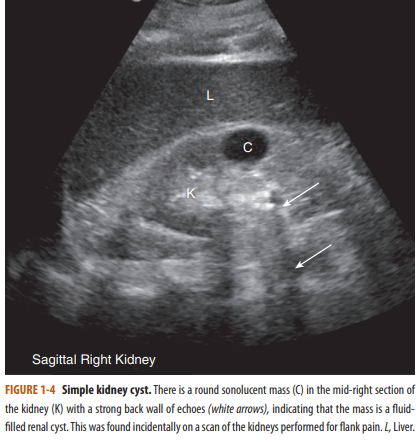 L
C
K
Sagittal Right Kidney
FIGURE 1-4 Simple kidney cyst. There is a round sonolucent mass (C) in the mid-right section of
the kidney (K) with a strong back wall of echoes (white arrows), indicating that the mass is a fluid-
filled renal cyst. This was found incidentally on a scan of the kidneys performed for flank pain. L, Liver.